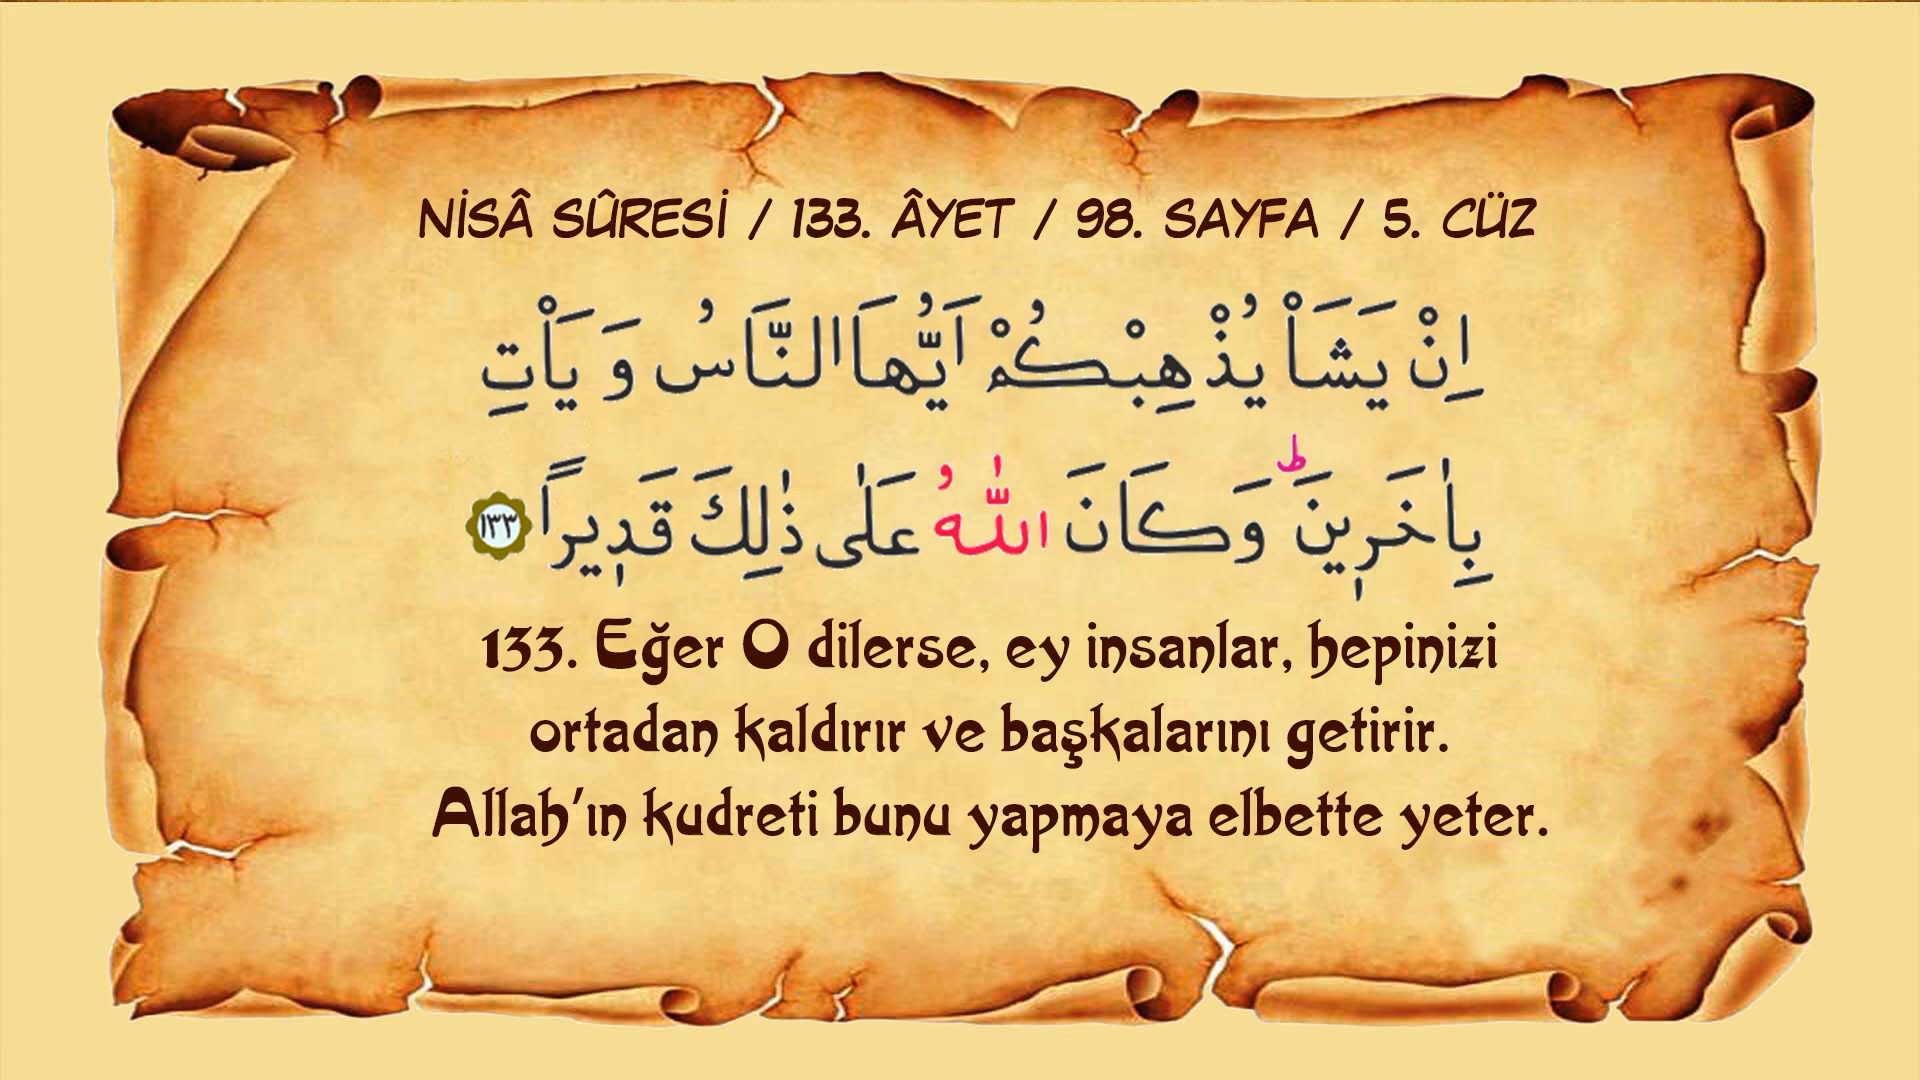 NİSÂ SÛRESİ / 133. ÂYET / 98. SAYFA / 5. CÜZ
اِنْ يَشَاْ يُذْهِبْكُمْ اَيُّهَا النَّاسُ وَ يَاْتِ
بِاٰخَرٖينَؕ وَكَانَ اللّٰهُ عَلٰى ذٰلِكَ قَدٖيراً ١٣٣
133. Eğer O dilerse, ey insanlar, hepinizi
ortadan kaldırır ve başkalarını getirir.
Allah'ın kudreti bunu yapmaya elbette yeter.